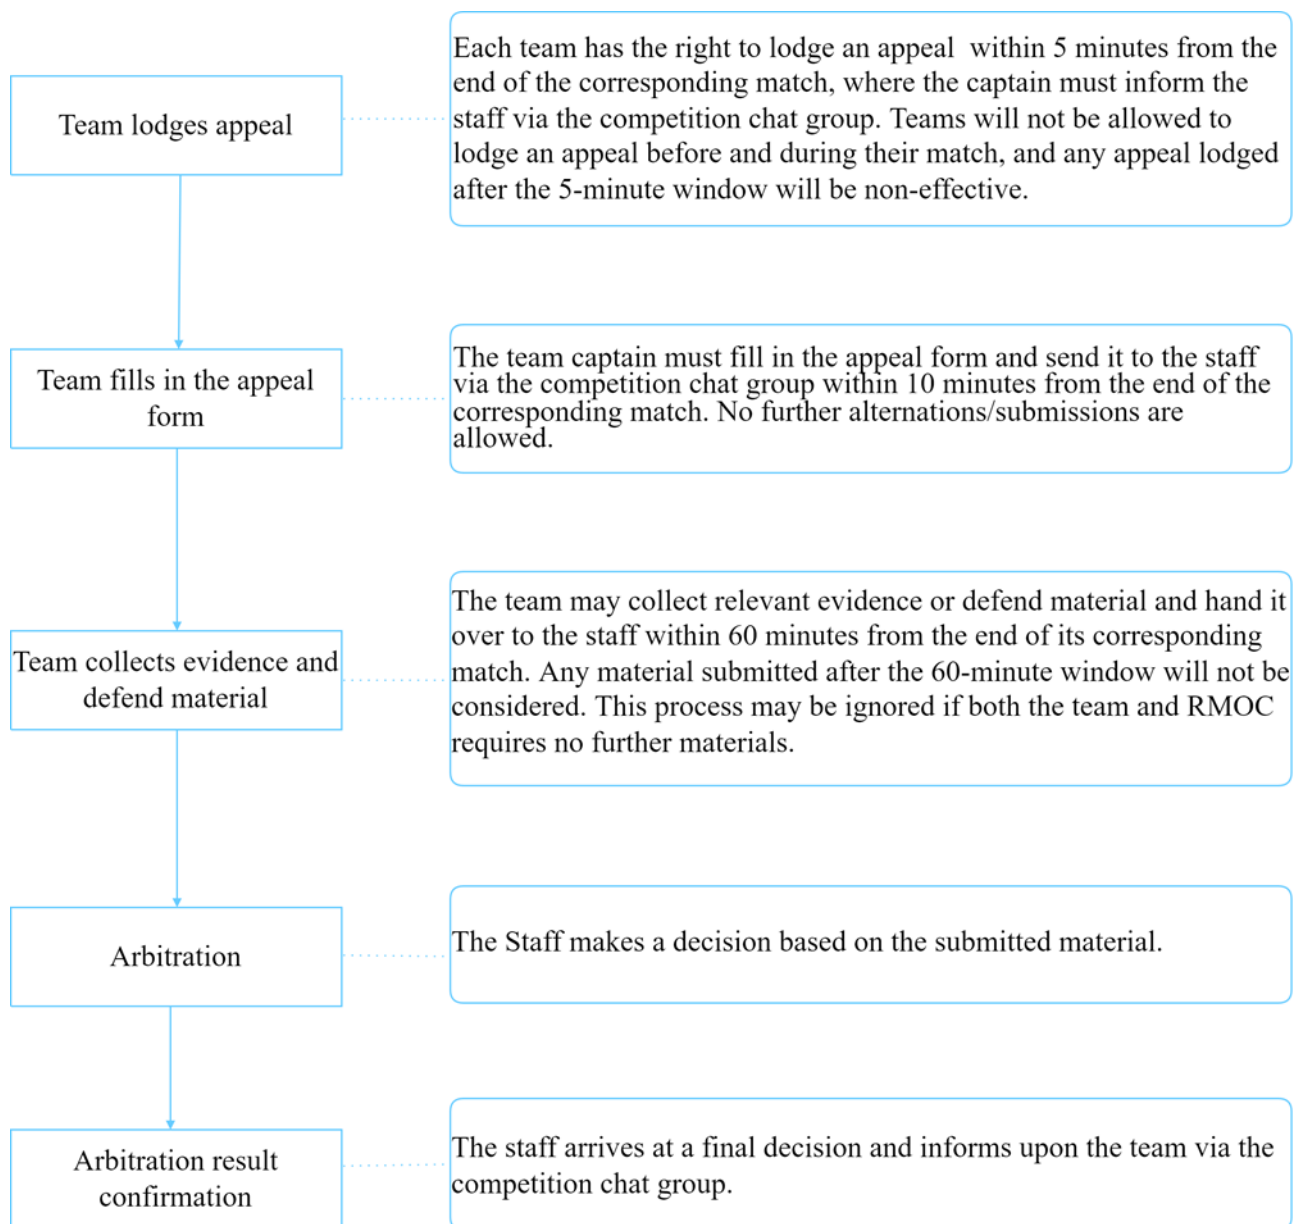 Team lodges appeal
Each team has the right to lodge an appeal  within 5 minutes from the
end of the corresponding match, where the captain must inform the
staff via the competition chat group. Teams will not be allowed to
lodge an appeal before and during their match, and any appeal lodged
after the 5-minute window will be non-effective.
Team fills in the appeal
form
The team captain must fill in the appeal form and send it to the staff
via the competition chat group within 10 minutes from the end of the
corresponding match. No further alternations/submissions are
allowed.
Team collects evidence and
defend material
The team may collect relevant evidence or defend material and hand it
over to the staff within 60 minutes from the end of its corresponding
match. Any material submitted after the 60-minute window will not be
considered. This process may be ignored if both the team and RMOC
requires no further materials.
Arbitration
The Staff makes a decision based on the submitted material.
Arbitration result
confirmation
The staff arrives at a final decision and informs upon the team via the
competition chat group.